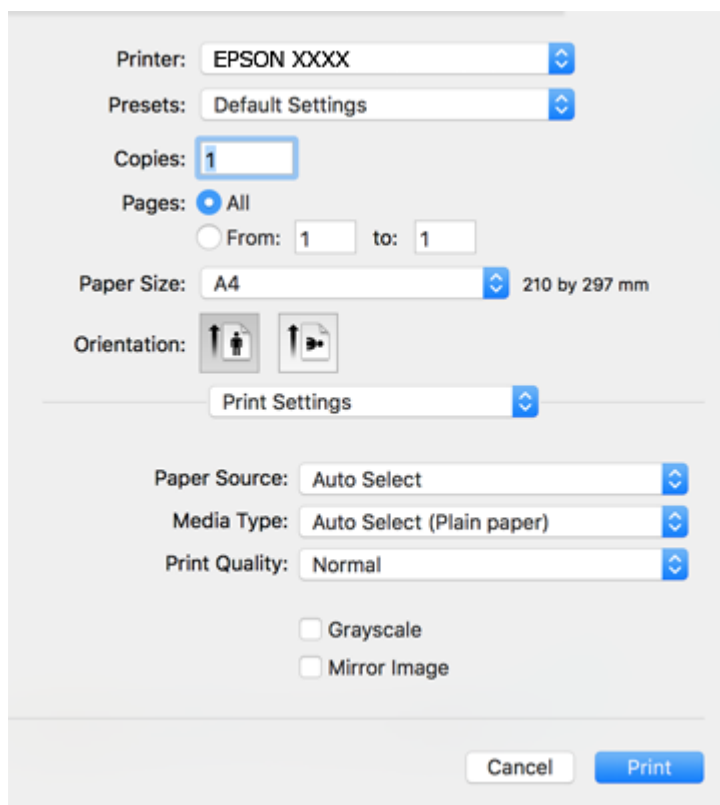 Printer: EPSON XXXX
Presets: Default Settings
Copies: 1
Pages: All
From: 1 to: 1
Paper Size: A4 210 by 297 mm
Orientation:
Print Settings
Paper Source: Auto Select
Media Type: Auto Select (Plain paper)
Print Quality: Normal
Grayscale
Mirror Image
Cancel Print